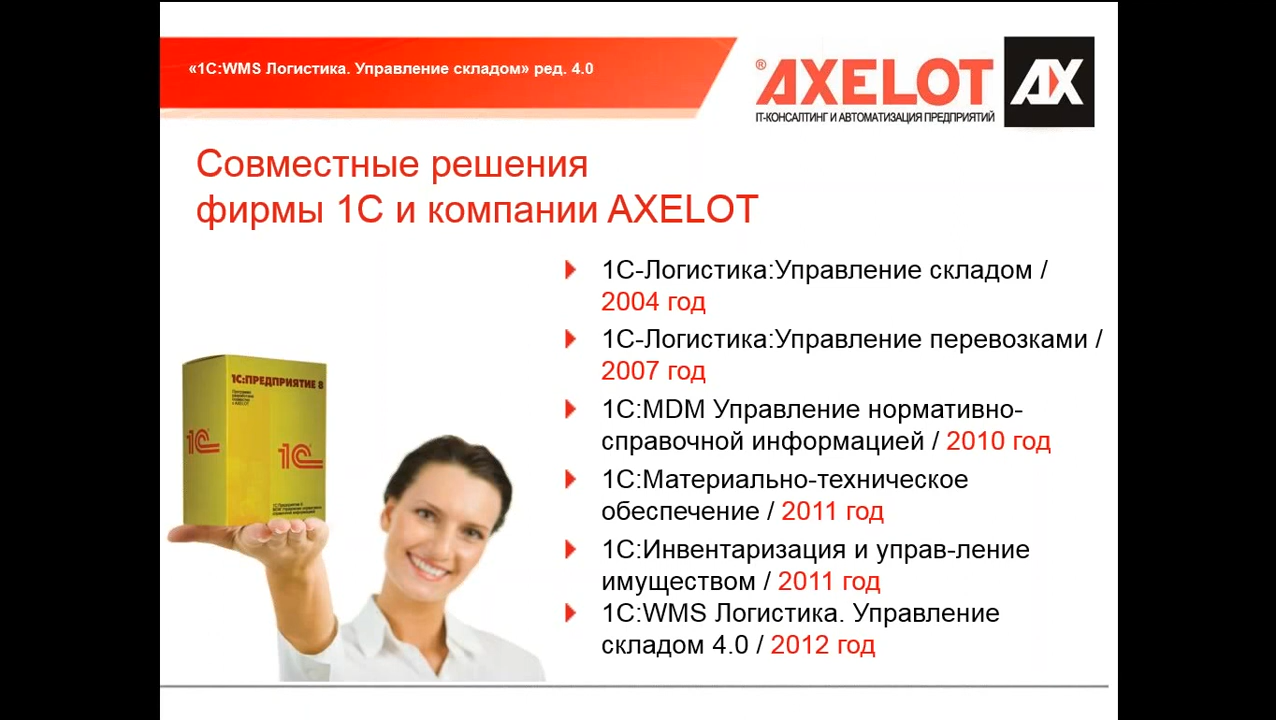 «1С:WMS Логистика. Управление складом» ред. 4.0
® AXELOT AX
IT-КОНСАЛТИНГ И АВТОМАТИЗАЦИЯ ПРЕДПРИЯТИЙ
Совместные решения
фирмы 1С и компании AXELOT
1С-Логистика:Управление складом /
2004 год
1С-Логистика:Управление перевозками /
2007 год
1С:MDM Управление нормативно-
справочной информацией / 2010 год
1С:Материально-техническое
обеспечение / 2011 год
1С:Инвентаризация и управ-ление
имуществом / 2011 год
1С:WMS Логистика. Управление
складом 4.0 / 2012 год
1С:ПРЕДПРИЯТИЕ 8
1С
1С